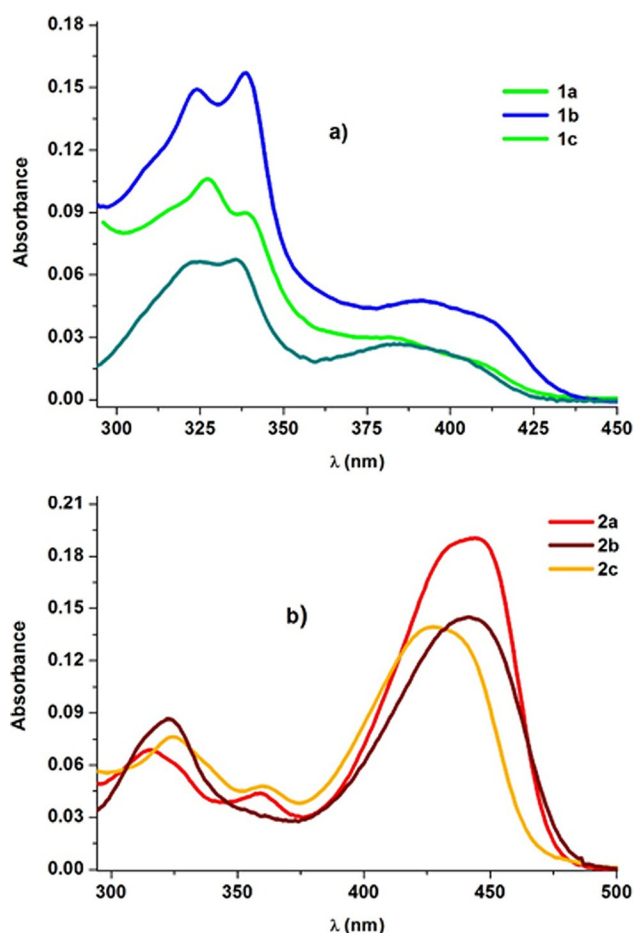 0.18
0.15
0.12
0.09
0.06
0.03
0.00
Absorbance
a)
1a
1b
1c
300 325 350 375 400 425 450
λ (nm)
0.21
0.18
0.15
0.12
0.09
0.06
0.03
0.00
Absorbance
b)
2a
2b
2c
300 350 400 450 500
λ (nm)